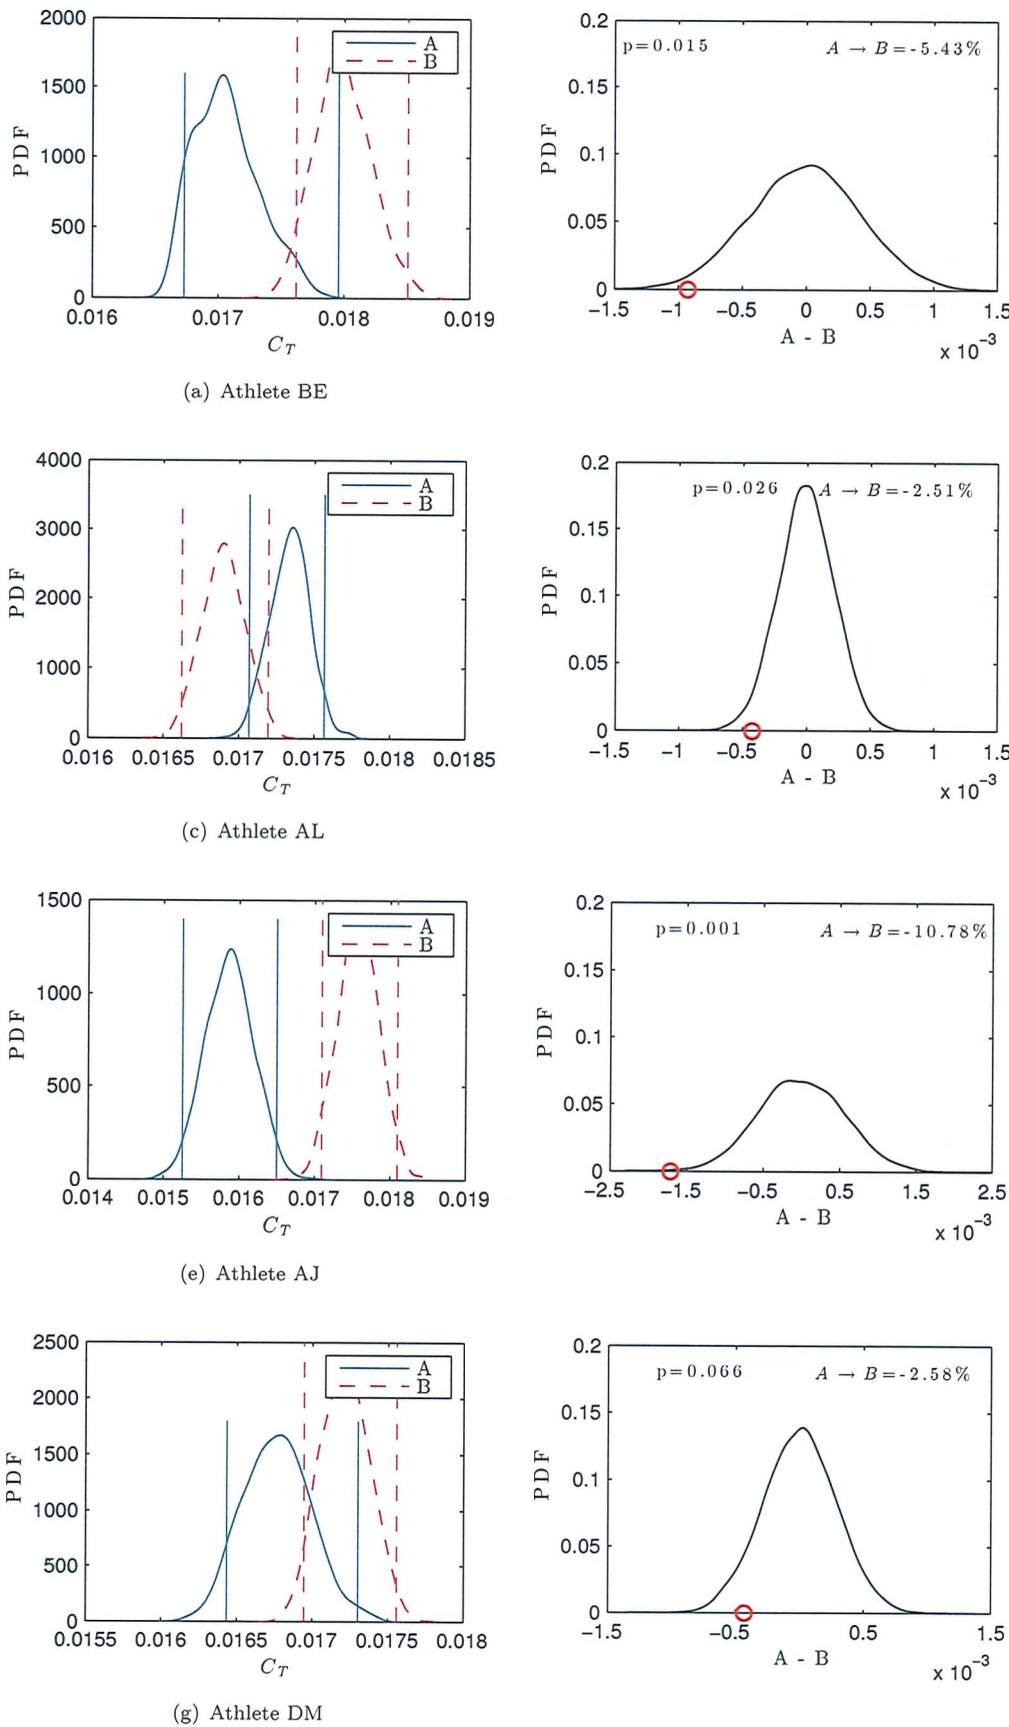 2000
1500
1000
500
0
PDF
A
B
0.016
0.017
0.018
0.019
C_T
0.2
0.15
0.1
0.05
0
PDF
p=0.015
A → B=-5.43%
−1.5
−1
−0.5
0
0.5
1
1.5
A - B
x 10^−3
(a) Athlete BE
4000
3000
2000
1000
0
PDF
A
B
0.016
0.0165
0.017
0.0175
0.018
0.0185
C_T
0.2
0.15
0.1
0.05
0
PDF
p=0.026
A → B=-2.51%
−1.5
−1
−0.5
0
0.5
1
1.5
A - B
x 10^−3
(c) Athlete AL
1500
1000
500
0
PDF
A
B
0.014
0.015
0.016
0.017
0.018
0.019
C_T
0.2
0.15
0.1
0.05
0
PDF
p=0.001
A → B=-10.78%
−2.5
−1.5
−0.5
0.5
1.5
2.5
A - B
x 10^−3
(e) Athlete AJ
2500
2000
1500
1000
500
0
PDF
A
B
0.0155
0.016
0.0165
0.017
0.0175
0.018
C_T
0.2
0.15
0.1
0.05
0
PDF
p=0.066
A → B=-2.58%
−1.5
−0.5
0.5
1.5
A - B
x 10^−3
(g) Athlete DM